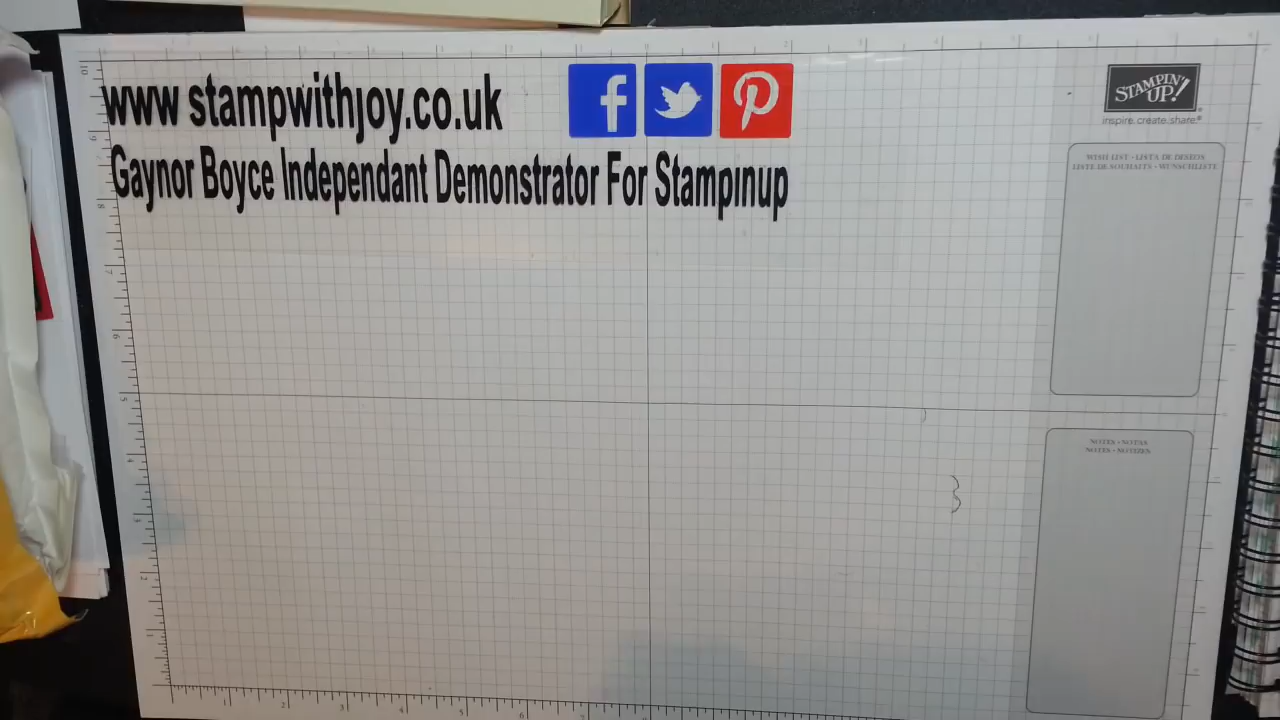 www stampwithjoy.co.uk
Gaynor Boyce Independant Demonstrator For Stampinup
STAMPIN' UP!®
inspire.create.share.®
WISH LIST • LISTA DE DESEOS
LISTE DE SOUHAITS • WUNSCHLISTE
NOTES • NOTAS
NOTES • NOTIZEN